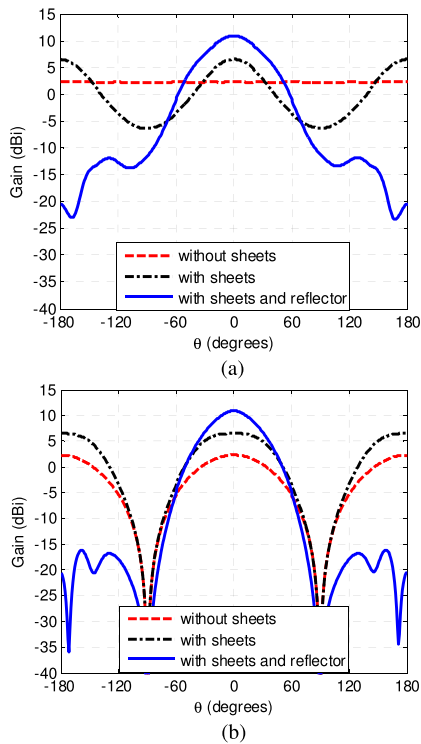 15
10
5
0
-5
-10
-15
-20
-25
-30
-35
-40
Gain (dBi)
without sheets
with sheets
with sheets and reflector
-180 -120 -60 0 60 120 180
θ (degrees)
(a)
15
10
5
0
-5
-10
-15
-20
-25
-30
-35
-40
Gain (dBi)
without sheets
with sheets
with sheets and reflector
-180 -120 -60 0 60 120 180
θ (degrees)
(b)